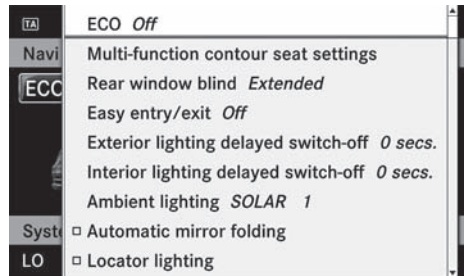 TA
ECO Off
Navi
Multi-function contour seat settings
ECO
Rear window blind Extended
Easy entry/exit Off
Exterior lighting delayed switch-off 0 secs.
Interior lighting delayed switch-off 0 secs.
Ambient lighting SOLAR 1
Syste
Automatic mirror folding
LO
Locator lighting